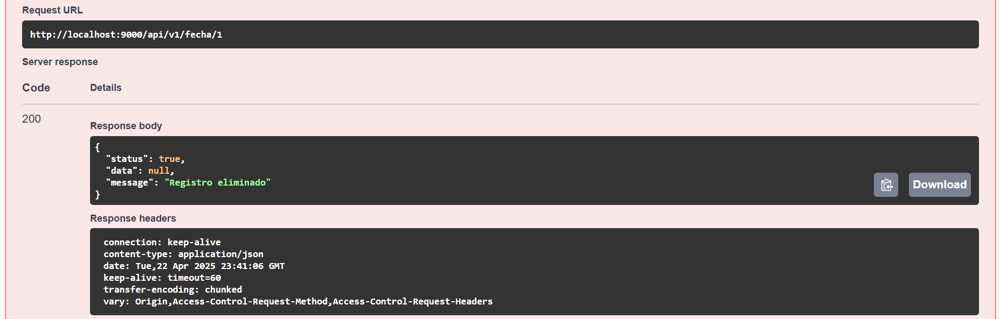 Request URL
http://localhost:9000/api/v1/fecha/1
Server response
Code Details
200
Response body
{
  "status": true,
  "data": null,
  "message": "Registro eliminado"
}
Download
Response headers
connection: keep-alive
content-type: application/json
date: Tue,22 Apr 2025 23:41:06 GMT
keep-alive: timeout=60
transfer-encoding: chunked
vary: Origin,Access-Control-Request-Method,Access-Control-Request-Headers